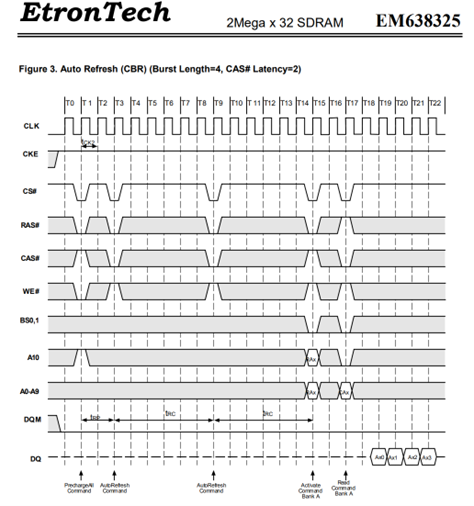 EtronTech 2Mega x 32 SDRAM EM638325
Figure 3. Auto Refresh (CBR) (Burst Length=4, CAS# Latency=2)
T0 T1 T2 T3 T4 T5 T6 T7 T8 T9 T10 T11 T12 T13 T14 T15 T16 T17 T18 T19 T20 T21 T22
CLK
tCK2
CKE
CS#
RAS#
CAS#
WE#
BS0,1
A10
RAx
A0-A9
RAx CAx
DQM
tRP tRC tRC
DQ
Ax0 Ax1 Ax2 Ax3
PrechargeAll AutoRefresh AutoRefresh Activate Read
Command Command Command Command Command
Bank A Bank A